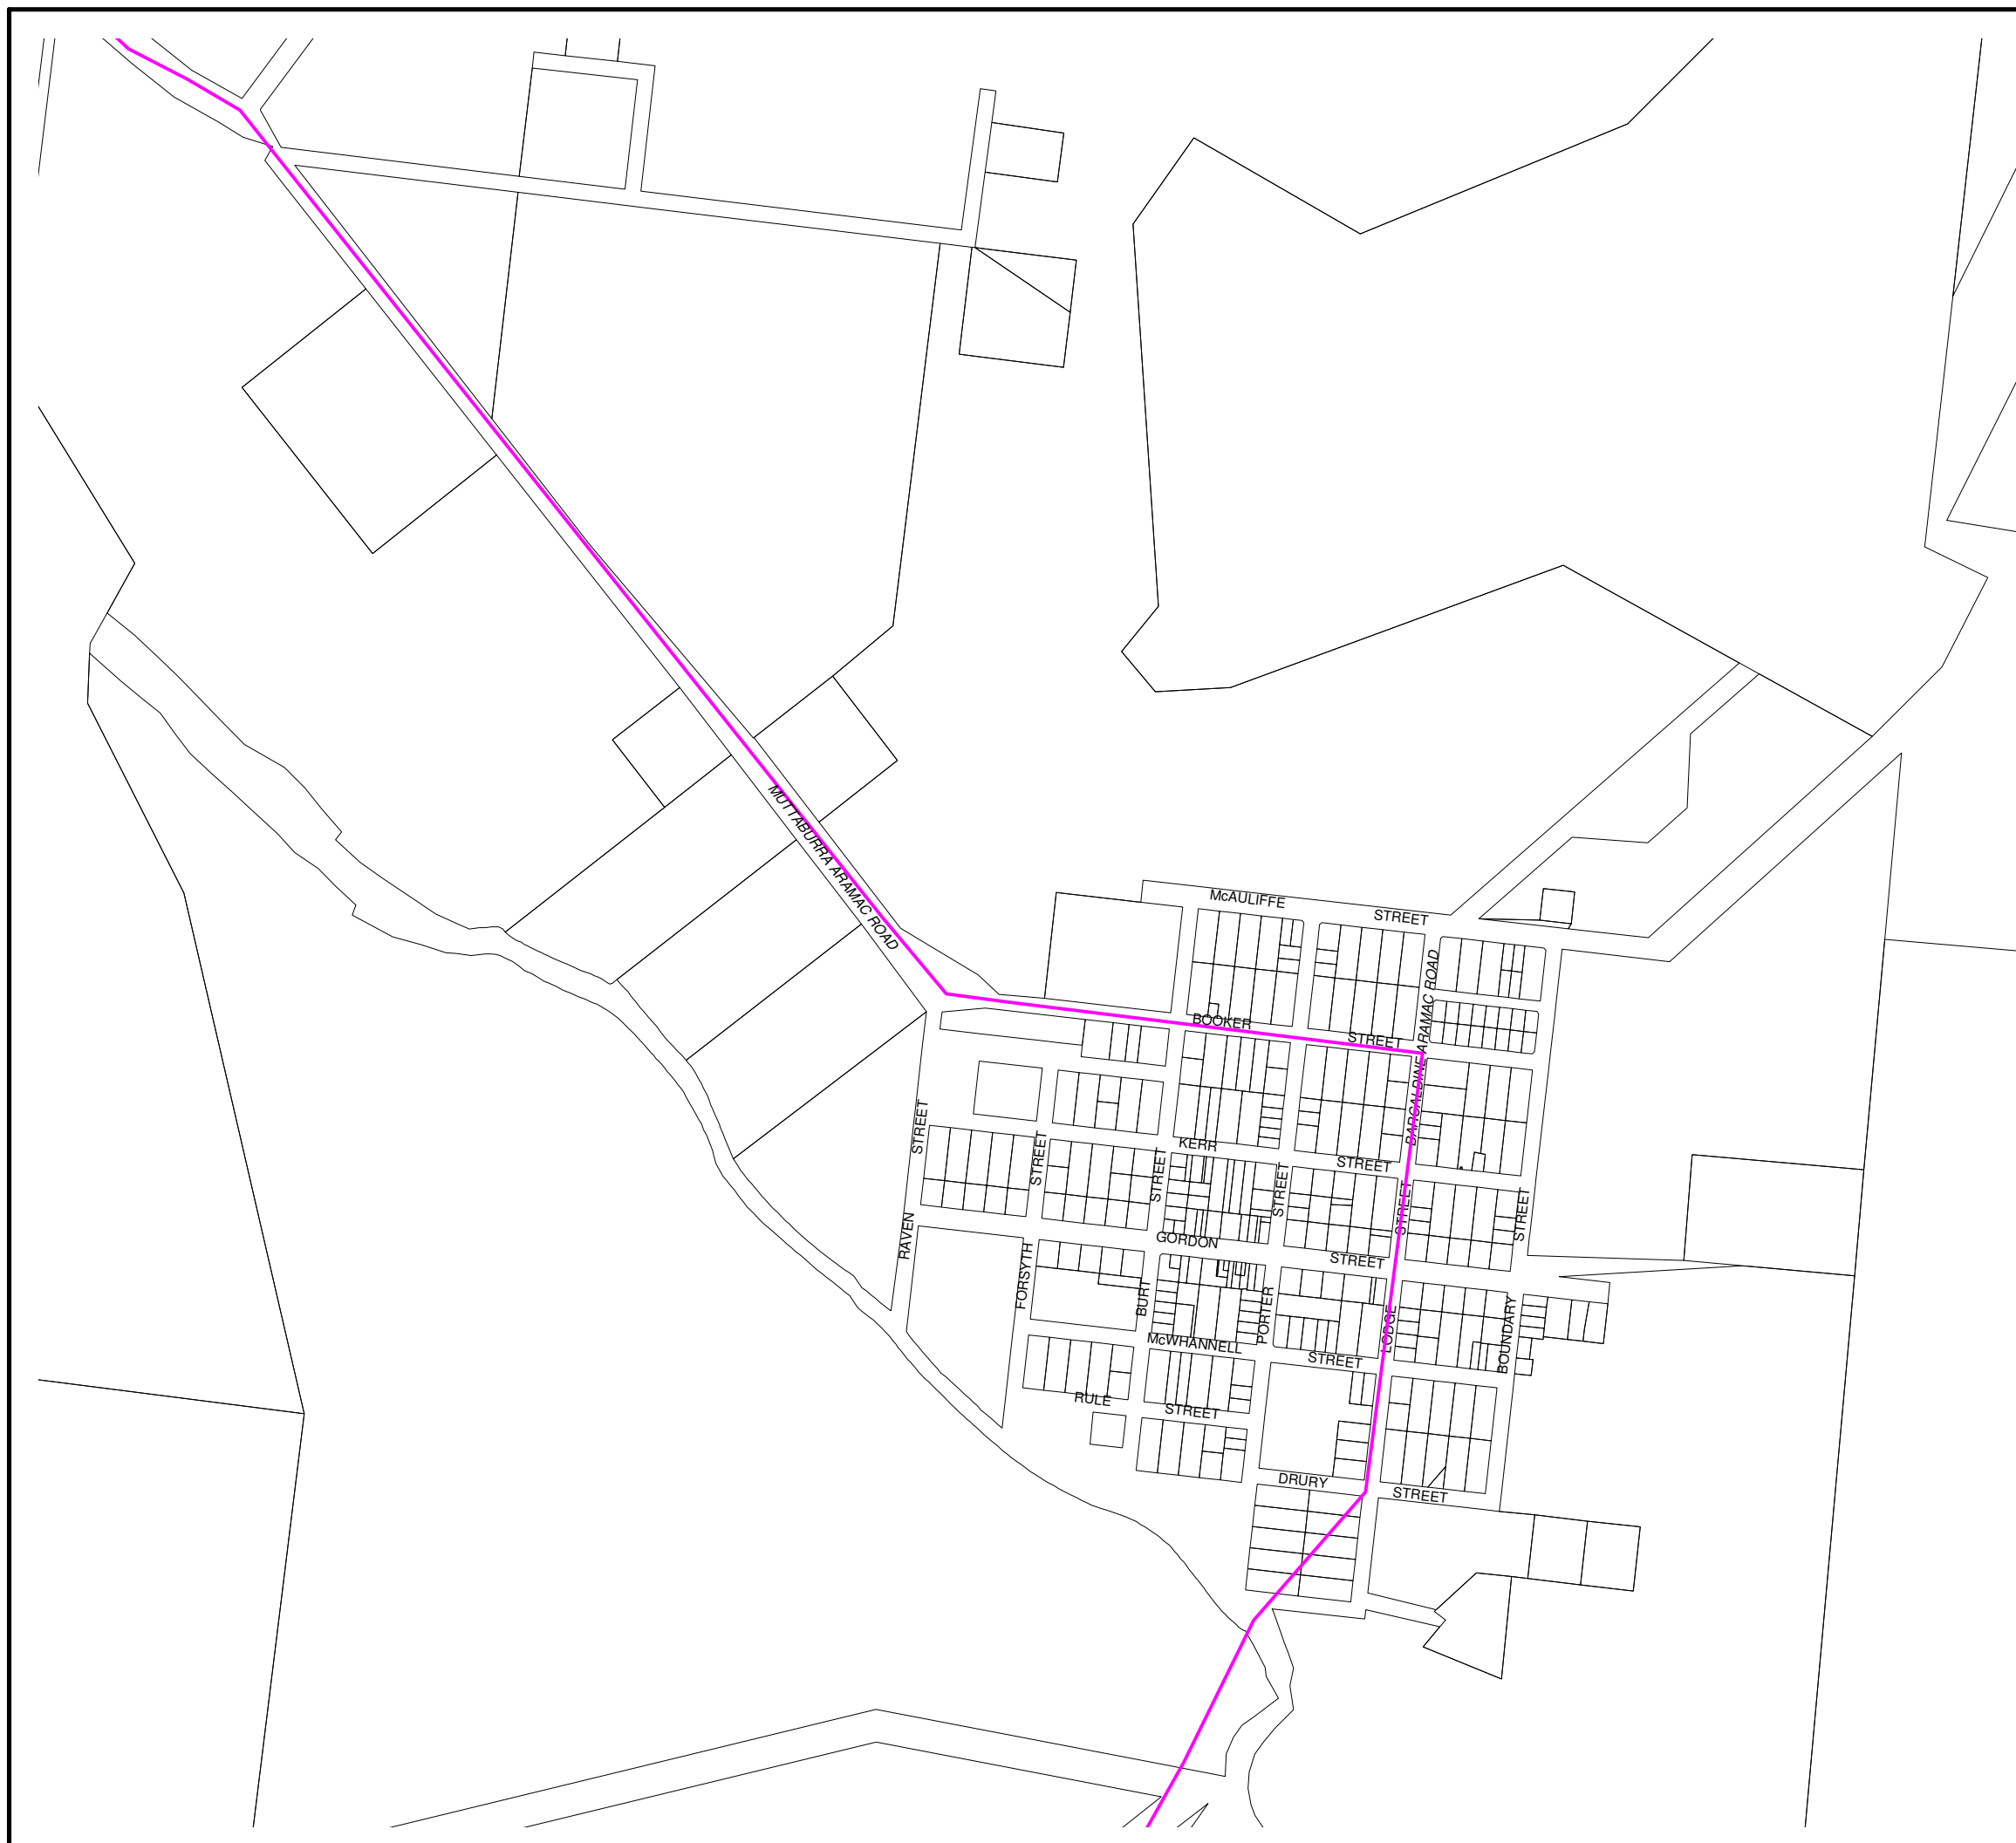 McAULIFFE
STREET
MUTTABURRA ARAMAC ROAD
BARCALDINE ARAMAC ROAD
BOOKER
STREET
STREET
STREET
STREET
KERR
STREET
STREET
STREET
STREET
RAVEN
GORDON
STREET
FORSYTH
BURT
PORTER
LODGE
BOUNDARY
McWHANNELL
STREET
RULE
STREET
DRURY
STREET